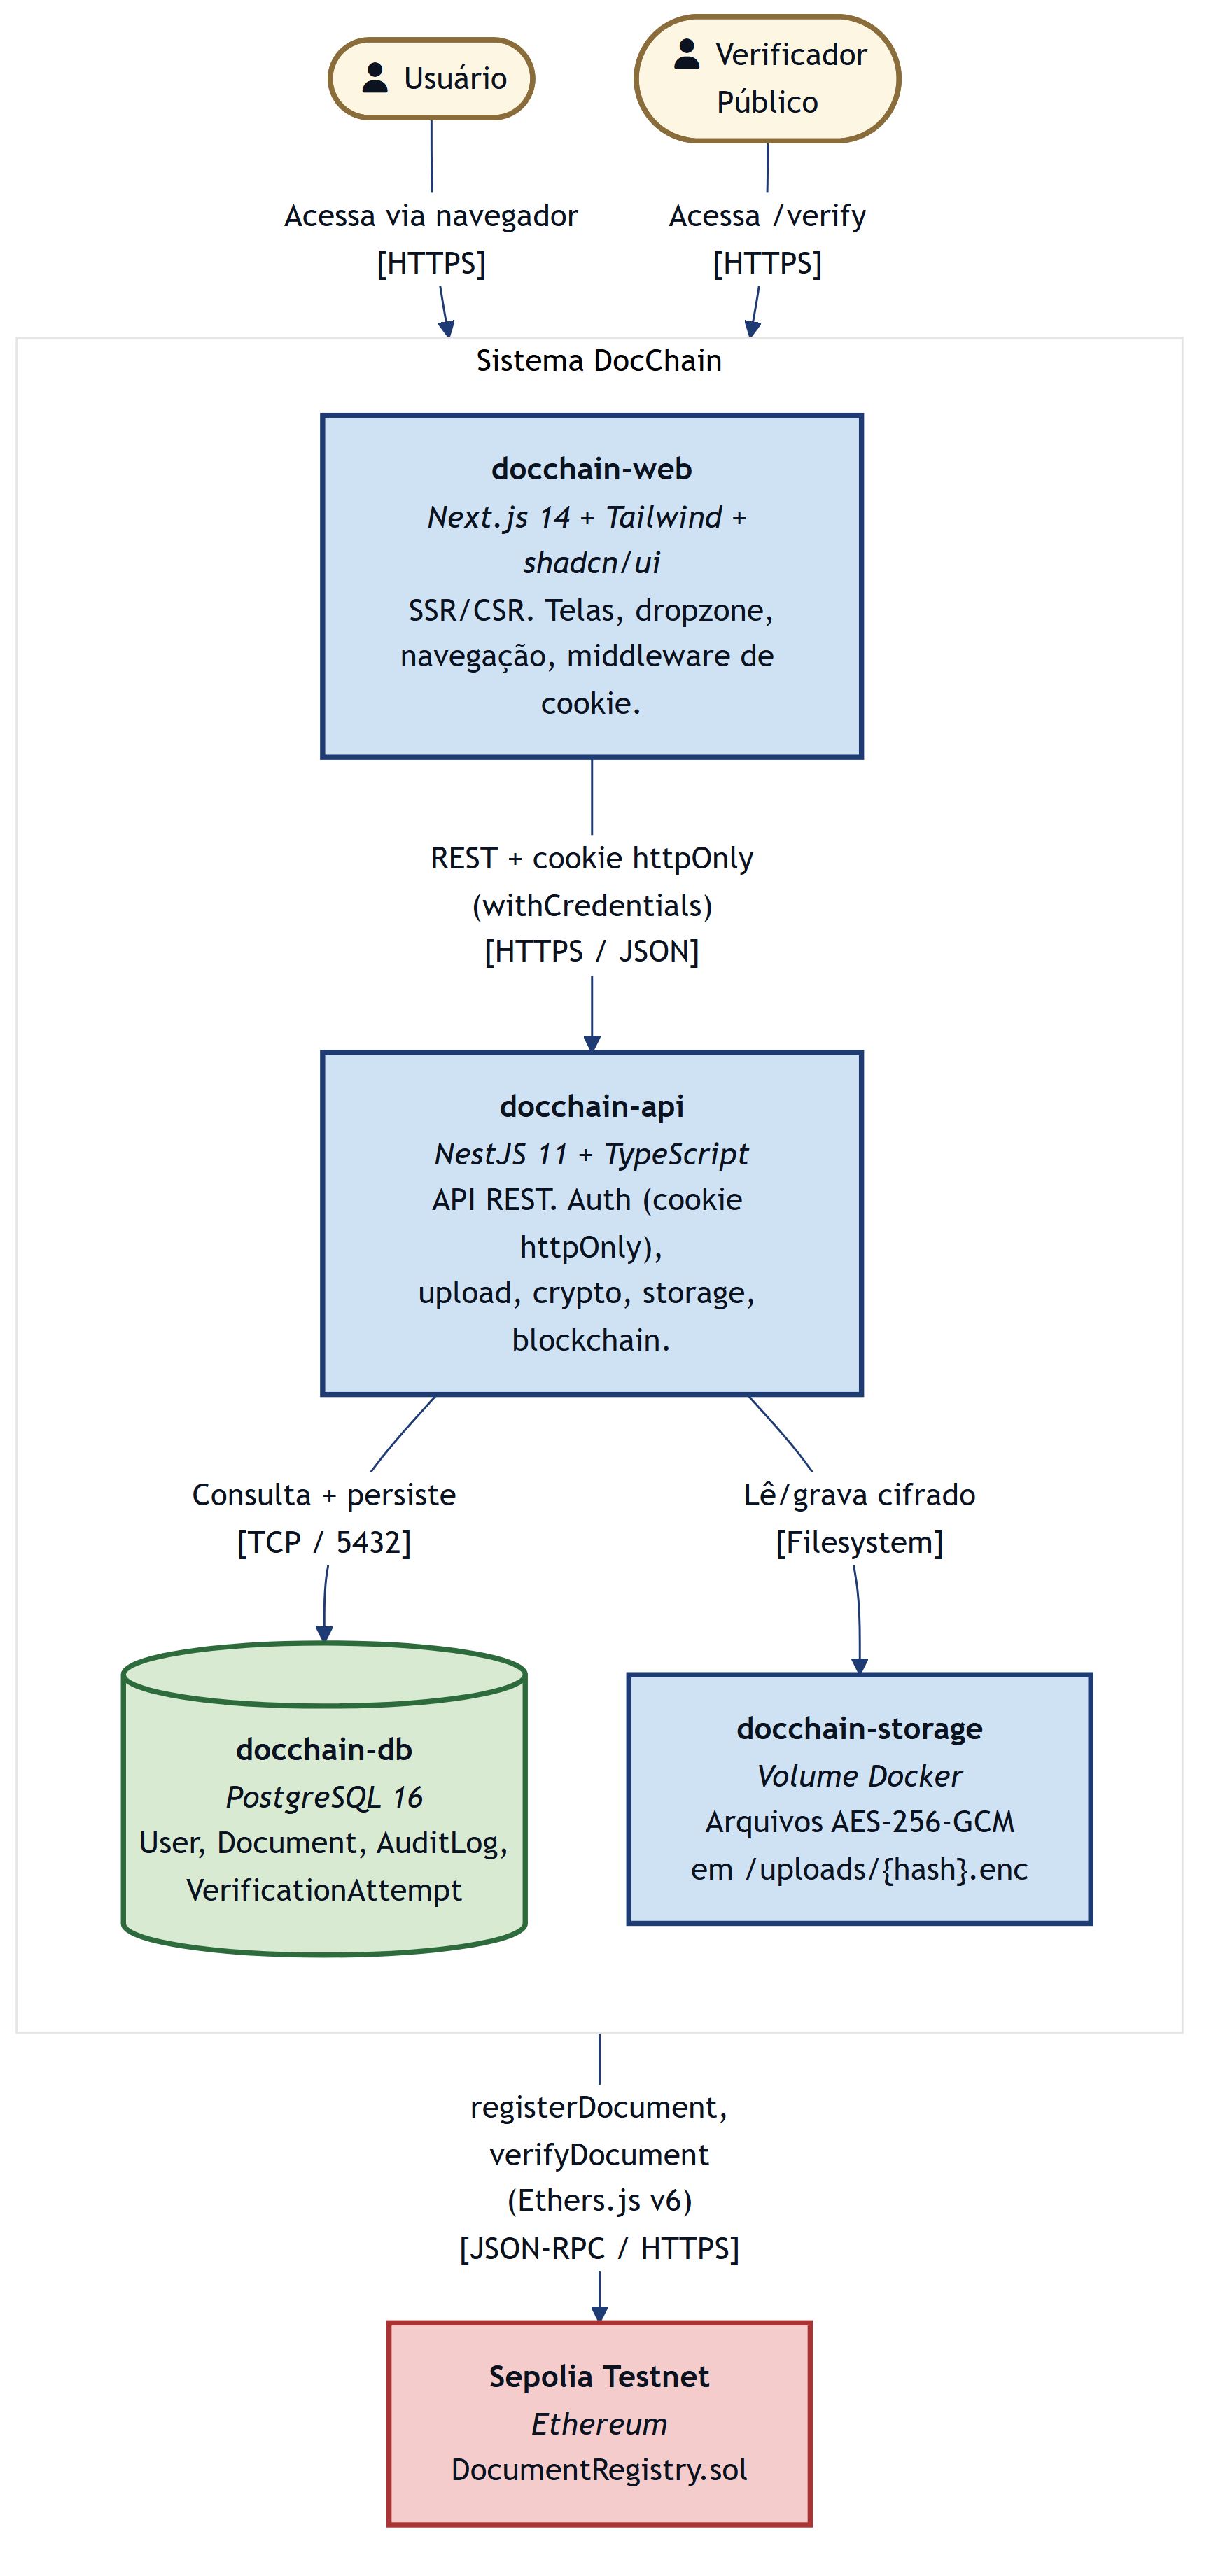 Usuário
Verificador
Público
Acessa via navegador
[HTTPS]
Acessa /verify
[HTTPS]
Sistema DocChain
docchain-web
Next.js 14 + Tailwind +
shadcn/ui
SSR/CSR. Telas, dropzone,
navegação, middleware de
cookie.
REST + cookie httpOnly
(withCredentials)
[HTTPS / JSON]
docchain-api
NestJS 11 + TypeScript
API REST. Auth (cookie
httpOnly),
upload, crypto, storage,
blockchain.
Consulta + persiste
[TCP / 5432]
Lê/grava cifrado
[Filesystem]
docchain-db
PostgreSQL 16
User, Document, AuditLog,
VerificationAttempt
docchain-storage
Volume Docker
Arquivos AES-256-GCM
em /uploads/{hash}.enc
registerDocument,
verifyDocument
(Ethers.js v6)
[JSON-RPC / HTTPS]
Sepolia Testnet
Ethereum
DocumentRegistry.sol